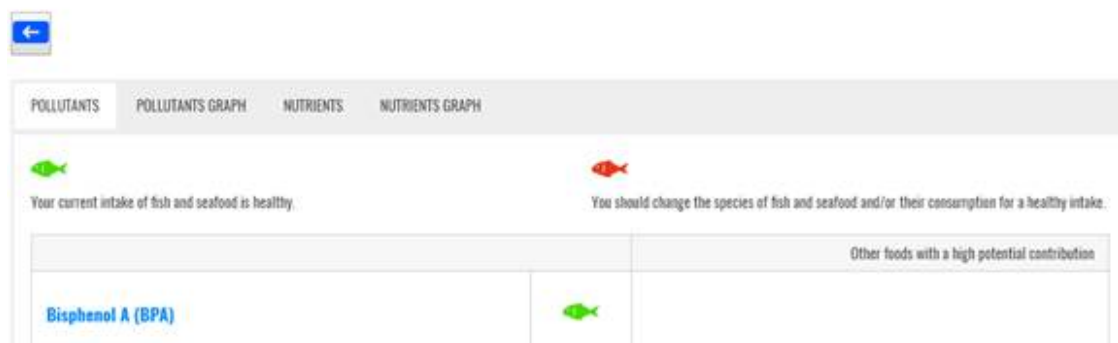 POLLUTANTS POLLUTANTS GRAPH NUTRIENTS NUTRIENTS GRAPH
Your current intake of fish and seafood is healthy. You should change the species of fish and seafood and/or their consumption for a healthy intake.
Other foods with a high potential contribution
Bisphenol A (BPA)